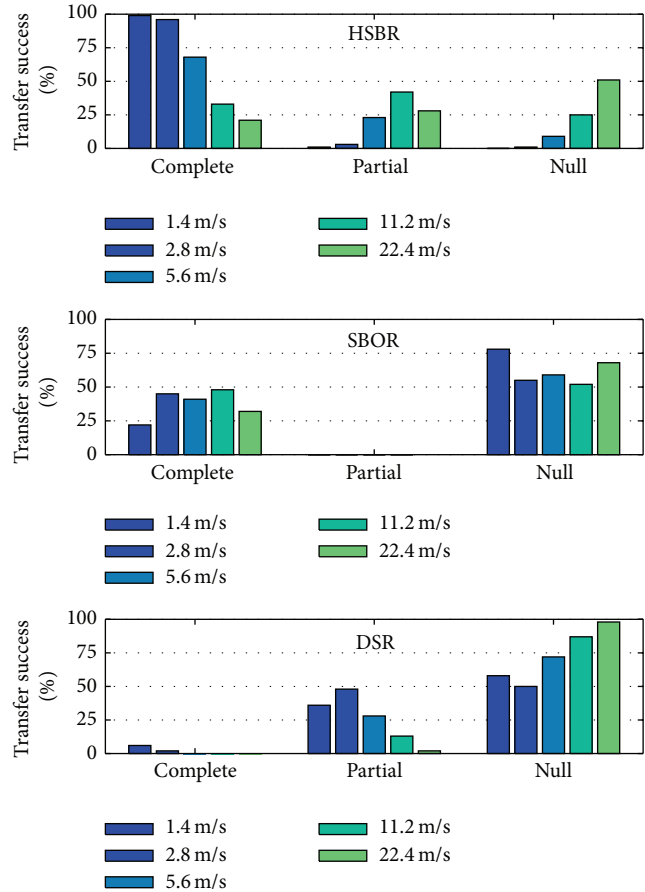 HSBR
Transfer success
(%)
100
75
50
25
0
Complete Partial Null
1.4 m/s 11.2 m/s
2.8 m/s 22.4 m/s
5.6 m/s
SBOR
Transfer success
(%)
100
75
50
25
0
Complete Partial Null
1.4 m/s 11.2 m/s
2.8 m/s 22.4 m/s
5.6 m/s
DSR
Transfer success
(%)
100
75
50
25
0
Complete Partial Null
1.4 m/s 11.2 m/s
2.8 m/s 22.4 m/s
5.6 m/s